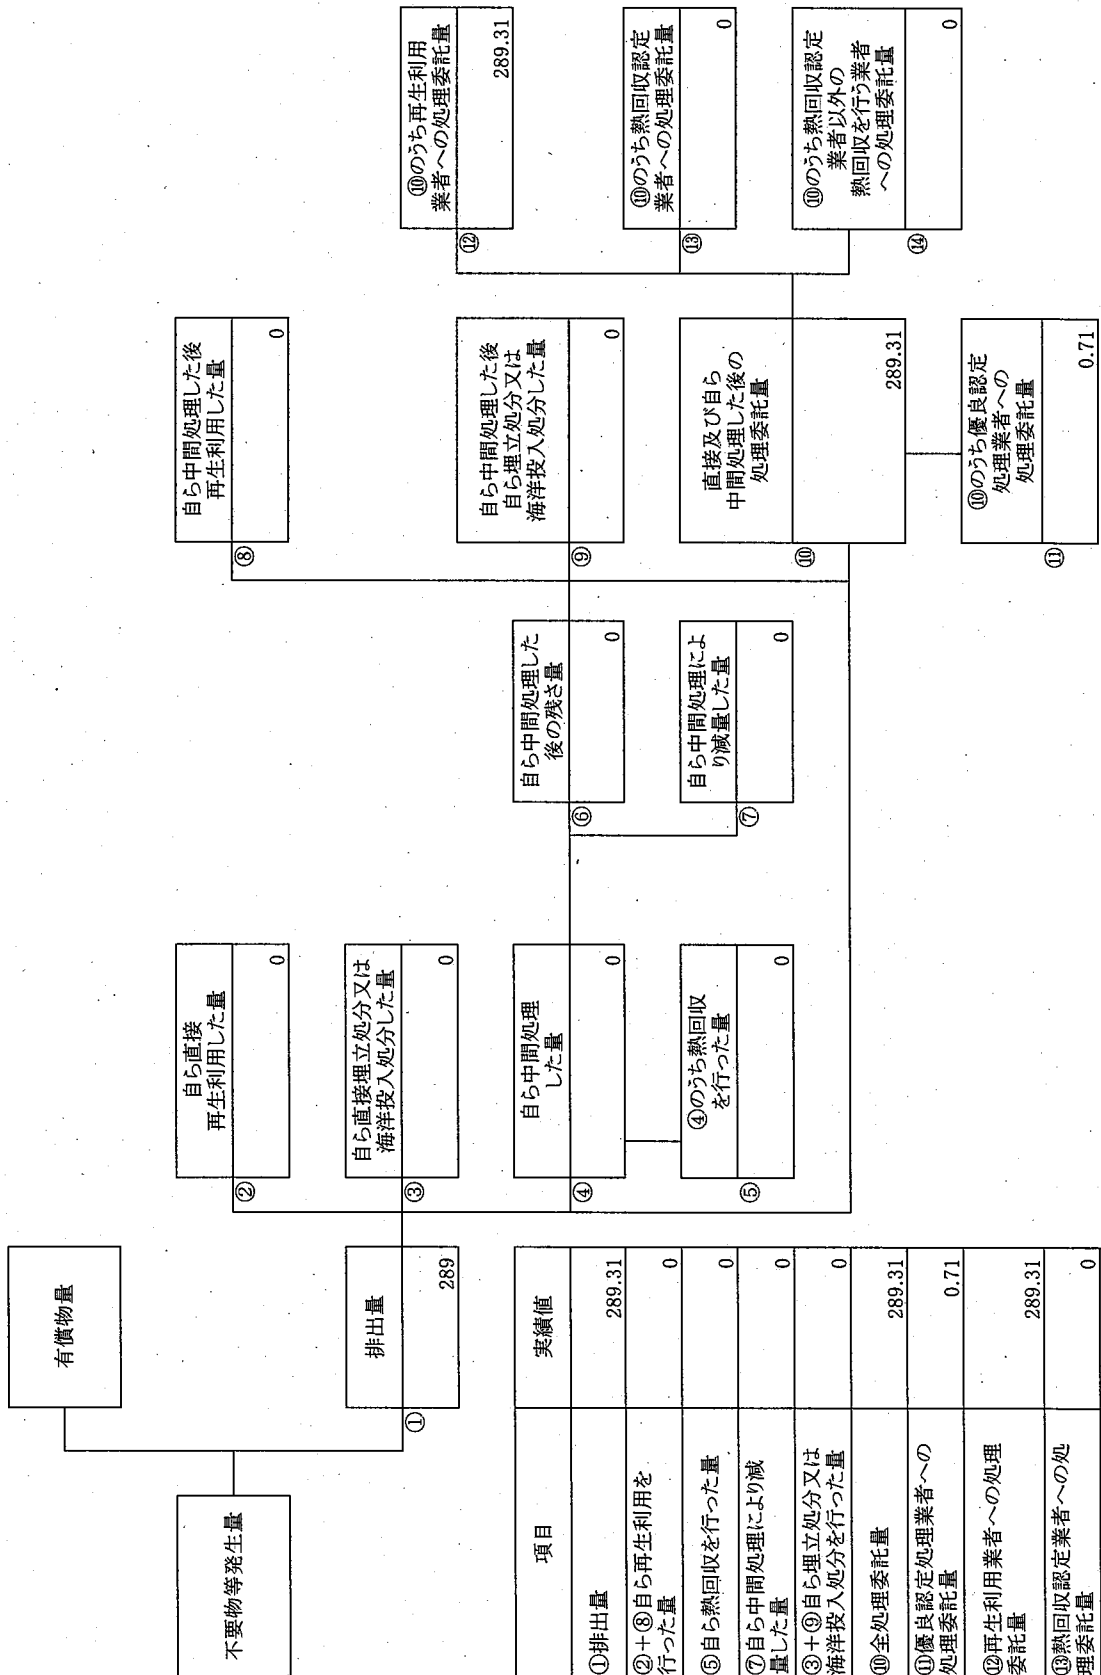 不要物等発生量
有償物量
排出量
①
289
②
自ら直接
再生利用した量
0
③
自ら直接埋立処分又は
海洋投入処分した量
0
④
自ら中間処理
した量
0
⑤
④のうち熱回収
を行った量
0
⑥
自ら中間処理した
後の残さ量
0
⑦
自ら中間処理によ
り減量した量
0
⑧
自ら中間処理した後
再生利用した量
0
⑨
自ら中間処理した後
自ら埋立処分又は
海洋投入処分した量
0
⑩
直接及び自ら
中間処理した後の
処理委託量
289.31
⑪
⑩のうち優良認定
処理業者への
処理委託量
0.71
⑫
⑩のうち再生利用
業者への処理委託量
289.31
⑬
⑩のうち熱回収認定
業者への処理委託量
0
⑭
⑩のうち熱回収認定
業者以外の
熱回収を行う業者
への処理委託量
0
項目 実績値
①排出量 289.31
②+⑧自ら再生利用を
行った量 0
⑤自ら熱回収を行った量 0
⑦自ら中間処理により減
量した量 0
③+⑨自ら埋立処分又は
海洋投入処分を行った量 0
⑩全処理委託量 289.31
⑪優良認定処理業者への
処理委託量 0.71
⑫再生利用業者への処理
委託量 289.31
⑬熱回収認定業者への処
理委託量 0